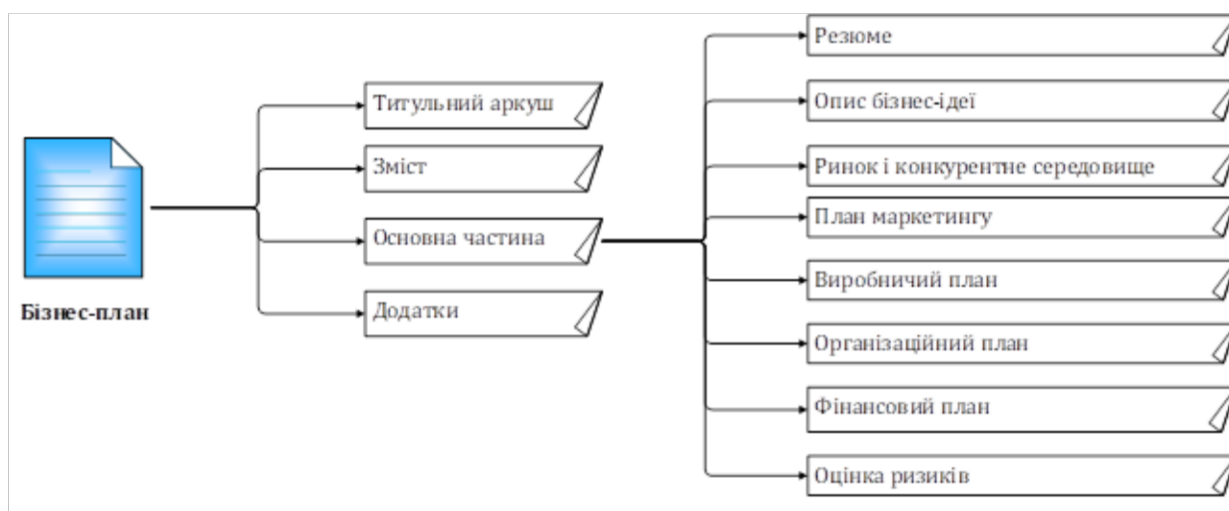 Бізнес-план
Титульний аркуш
Зміст
Основна частина
Додатки
Резюме
Опис бізнес-ідеї
Ринок і конкурентне середовище
План маркетингу
Виробничий план
Організаційний план
Фінансовий план
Оцінка ризиків